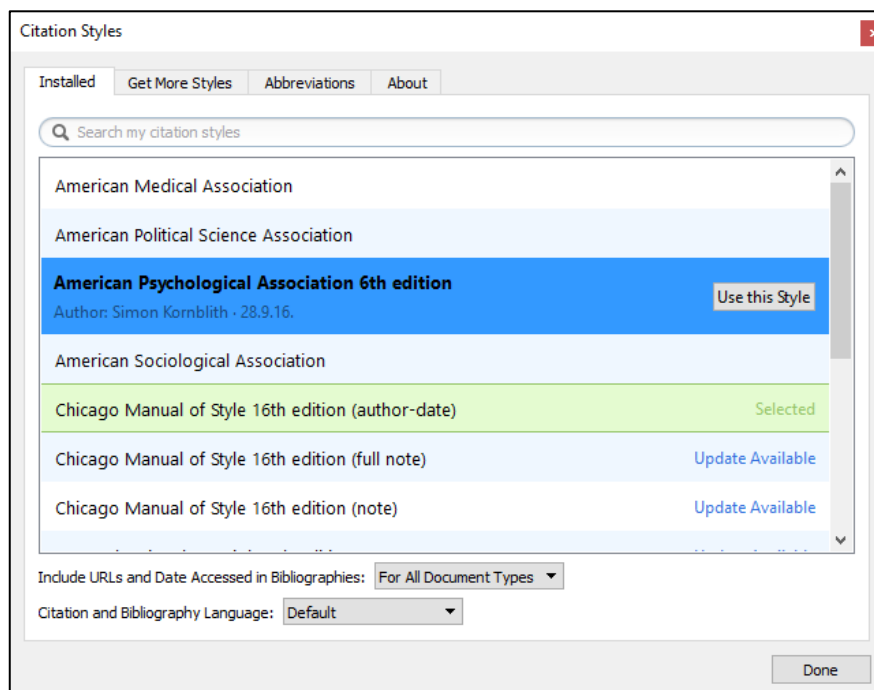 Citation Styles
Installed Get More Styles Abbreviations About
Search my citation styles
American Medical Association
American Political Science Association
American Psychological Association 6th edition
Author: Simon Kornblith · 28.9.16.
Use this Style
American Sociological Association
Chicago Manual of Style 16th edition (author-date) Selected
Chicago Manual of Style 16th edition (full note) Update Available
Chicago Manual of Style 16th edition (note) Update Available
Include URLs and Date Accessed in Bibliographies: For All Document Types
Citation and Bibliography Language: Default
Done